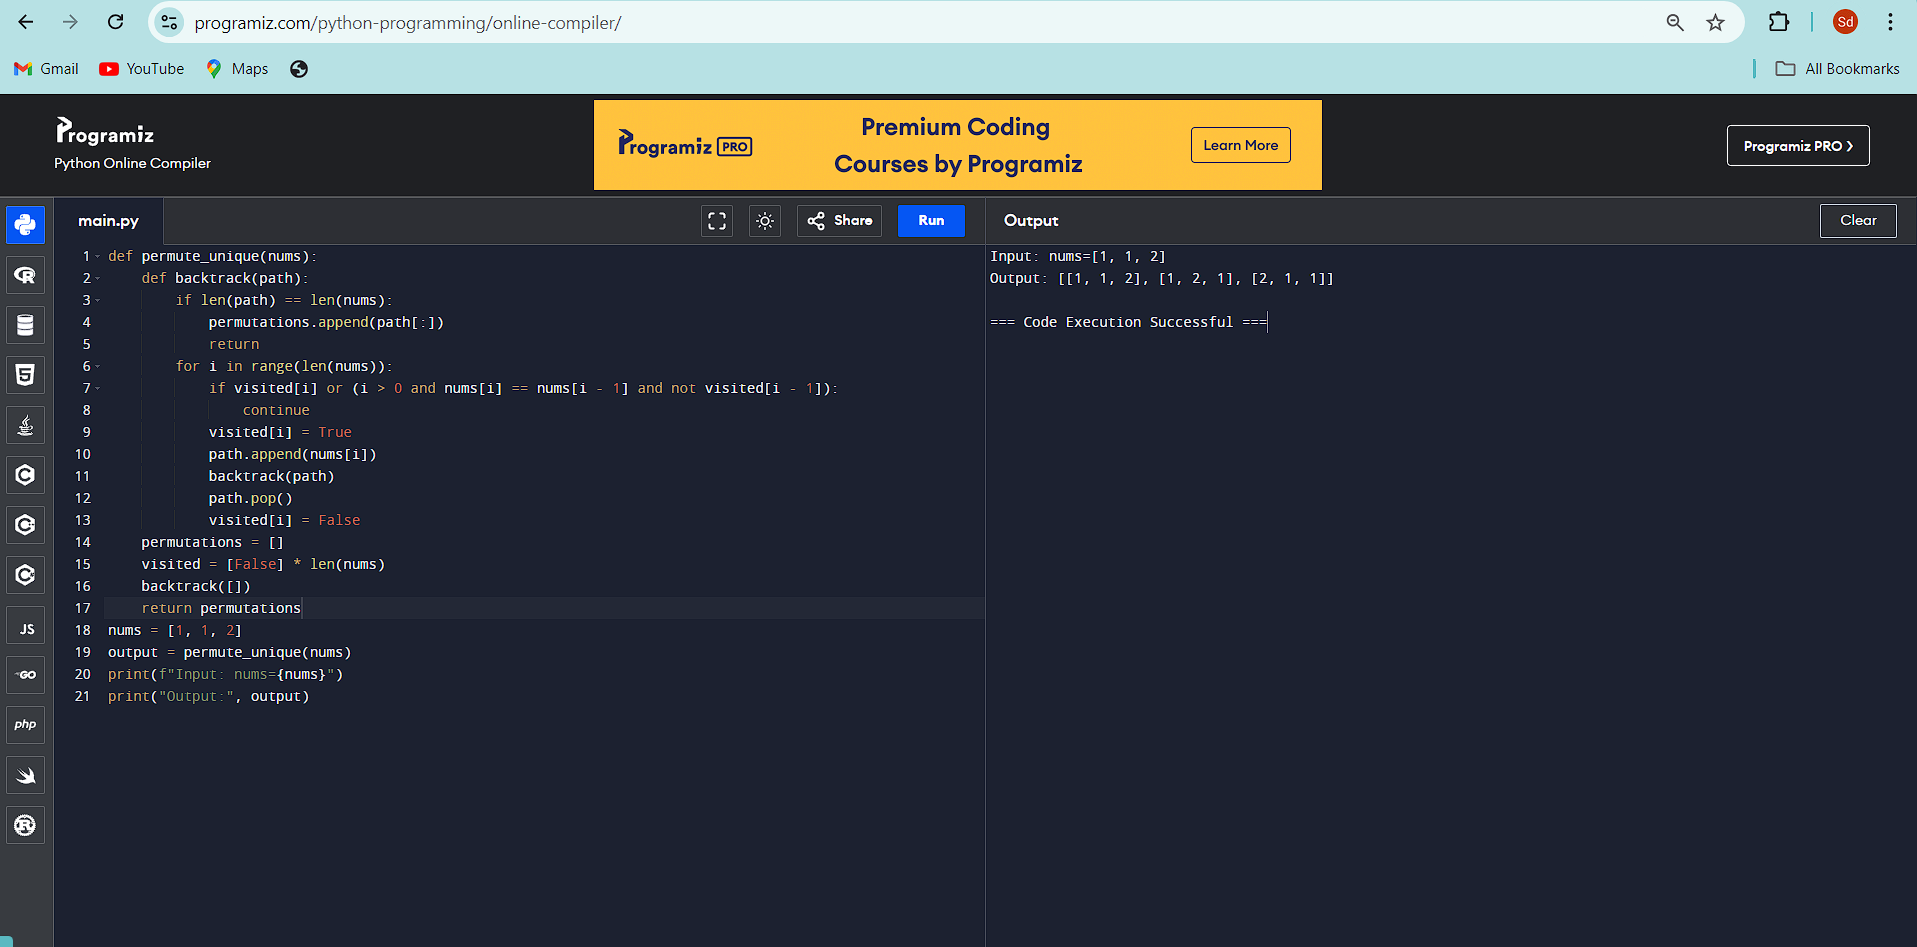 programiz.com/python-programming/online-compiler/
Sd
Gmail
YouTube
Maps
All Bookmarks
Programiz
Python Online Compiler
Programiz PRO
Premium Coding
Courses by Programiz
Learn More
Programiz PRO
main.py
Share
Run
Output
Clear
1 def permute_unique(nums):
2     def backtrack(path):
3         if len(path) == len(nums):
4             permutations.append(path[:])
5             return
6         for i in range(len(nums)):
7             if visited[i] or (i > 0 and nums[i] == nums[i - 1] and not visited[i - 1]):
8                 continue
9             visited[i] = True
10             path.append(nums[i])
11             backtrack(path)
12             path.pop()
13             visited[i] = False
14     permutations = []
15     visited = [False] * len(nums)
16     backtrack([])
17     return permutations
18 nums = [1, 1, 2]
19 output = permute_unique(nums)
20 print(f"Input: nums={nums}")
21 print("Output:", output)
Input: nums=[1, 1, 2]
Output: [[1, 1, 2], [1, 2, 1], [2, 1, 1]]
=== Code Execution Successful ===
R
5
C
C
C
JS
GO
php
R